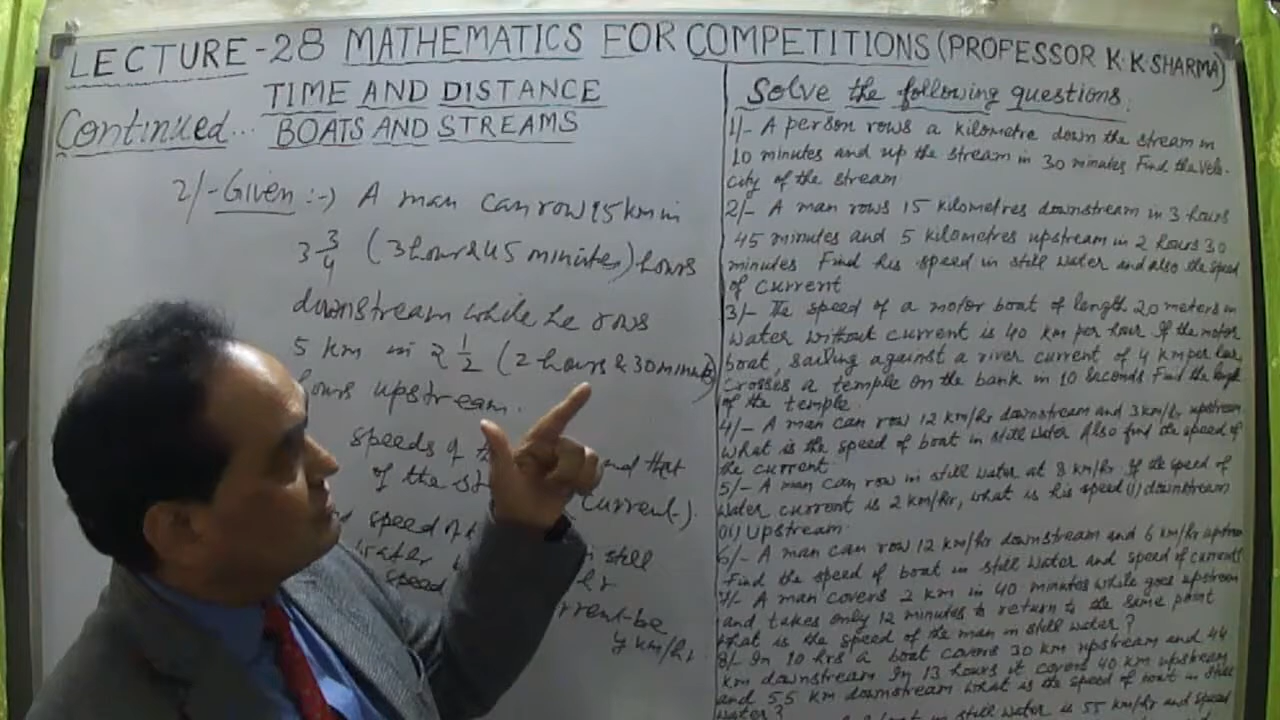 LECTURE-28 MATHEMATICS FOR COMPETITIONS (PROFESSOR K.K SHARMA)
TIME AND DISTANCE
Continued... BOATS AND STREAMS
2/- Given :-) A man can row 15 km in
3 3/4 (3 hours & 45 minutes) hours
downstream while he rows
5 km in 2 1/2 (2 hours & 30 minutes)
hours upstream.
speeds of and that
of the current).
speed of still
speed
be
y km/hr.
Solve the following questions.
1/- A person rows a kilometre down the stream in
10 minutes and up the stream in 30 minutes Find the velo-
city of the stream
2/- A man rows 15 kilometres downstream in 3 hours
45 minutes and 5 kilometres upstream in 2 hours 30
minutes Find his speed in still water and also the speed
of current
3/- The speed of a motor boat of length 20 meters in
water without current is 40 km per hour If the motor
boat, sailing against a river current of 4 km per hour,
crosses a temple on the bank in 10 seconds Find the length
of the temple.
4/- A man can row 12 km/hr downstream and 3 km/hr upstream.
What is the speed of boat in still water Also find the speed of
the current
5/- A man can row in still water at 8 km/hr. If the speed of
water current is 2 km/hr, what is his speed (i) downstream
(ii) Upstream.
6/- A man can row 12 km/hr downstream and 6 km/hr upstream
Find the speed of boat in still water and speed of current
7/- A man covers 2 km in 40 minutes while goes upstream
and takes only 12 minutes to return to the same point
What is the speed of the man in still water?
8/- In 10 hrs a boat covers 30 km upstream and 44
km downstream In 13 hours it covers 40 km upstream
and 55 km downstream What is the speed of boat in still
water?
boat in still water is 55 km/hr and speed